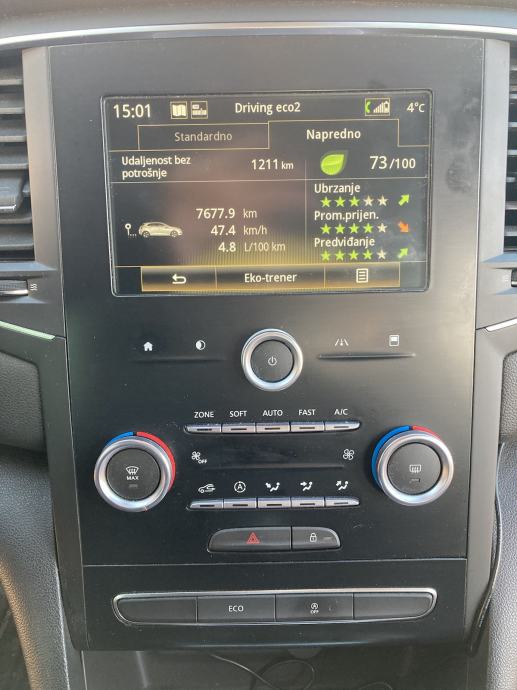 15:01 Driving eco2 4°C
Standardno Napredno
Udaljenost bez potrošnje 1211 km
73/100
7677.9 km
47.4 km/h
4.8 L/100 km
Ubrzanje
Prom.prijen.
Predviđanje
Eko-trener
ZONE SOFT AUTO FAST A/C
OFF
MAX
ECO
OFF